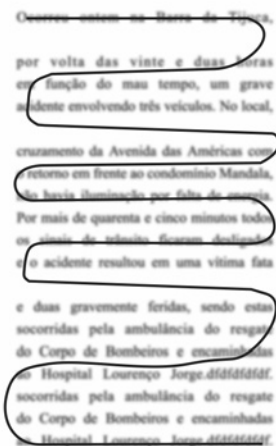 Ocorreu ontem na Barra da Tijuca,
por volta das vinte e duas horas
em função do mau tempo, um grave
acidente envolvendo três veículos. No local,
cruzamento da Avenida das Américas com
o retorno em frente ao condomínio Mandala,
não havia iluminação por falta de energia.
Por mais de quarenta e cinco minutos todos
os sinais de trânsito ficaram desligados
e o acidente resultou em uma vítima fata
e duas gravemente feridas, sendo estas
socorridas pela ambulância do resgate
do Corpo de Bombeiros e encaminhadas
ao Hospital Lourenço Jorge.dfdfdfdfdf.
socorridas pela ambulância do resgate
do Corpo de Bombeiros e encaminhadas
ao Hospital Lourenço